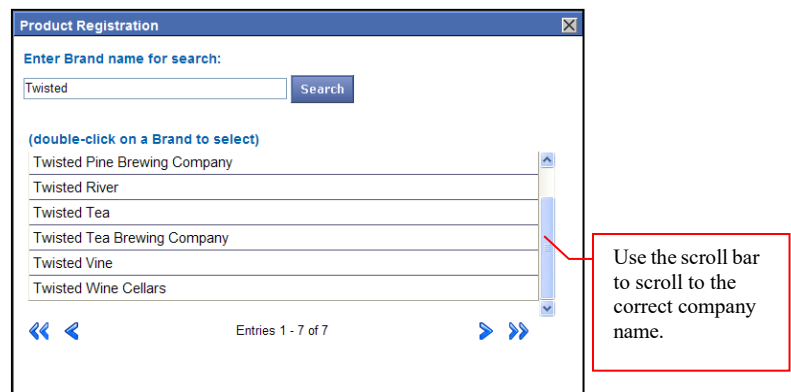 Product Registration
Enter Brand name for search:
Twisted
Search
(double-click on a Brand to select)
Twisted Pine Brewing Company
Twisted River
Twisted Tea
Twisted Tea Brewing Company
Twisted Vine
Twisted Wine Cellars
Entries 1 - 7 of 7
Use the scroll bar
to scroll to the
correct company
name.